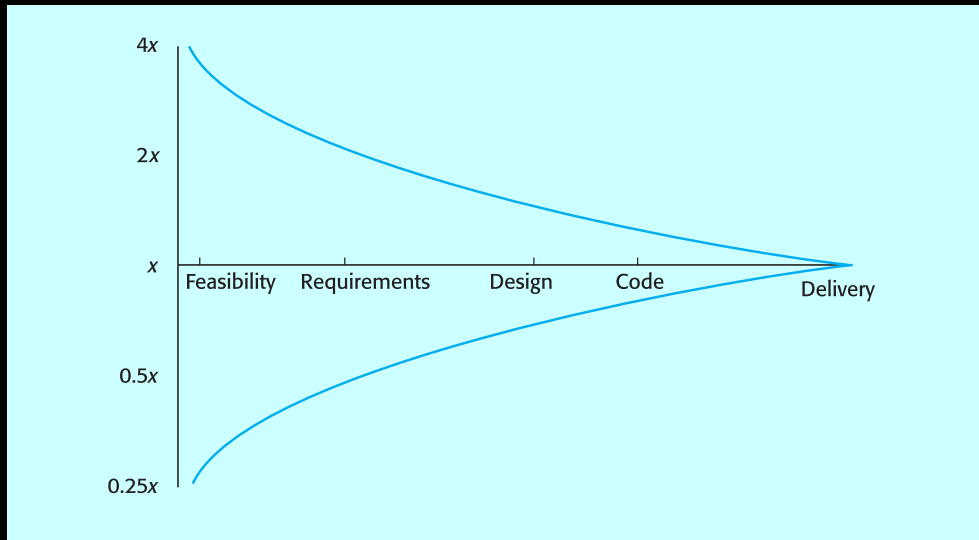 4x
2x
x
Feasibility Requirements Design Code Delivery
0.5x
0.25x